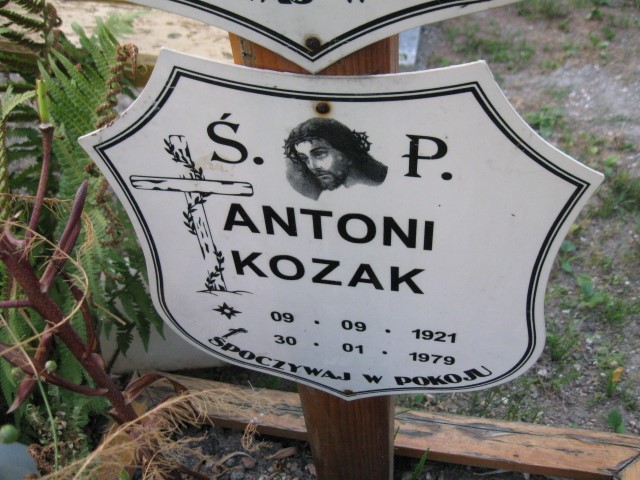 Ś. P.
ANTONI
KOZAK
09 · 09 · 1921
30 · 01 · 1979
SPOCZYWAJ W POKOJU